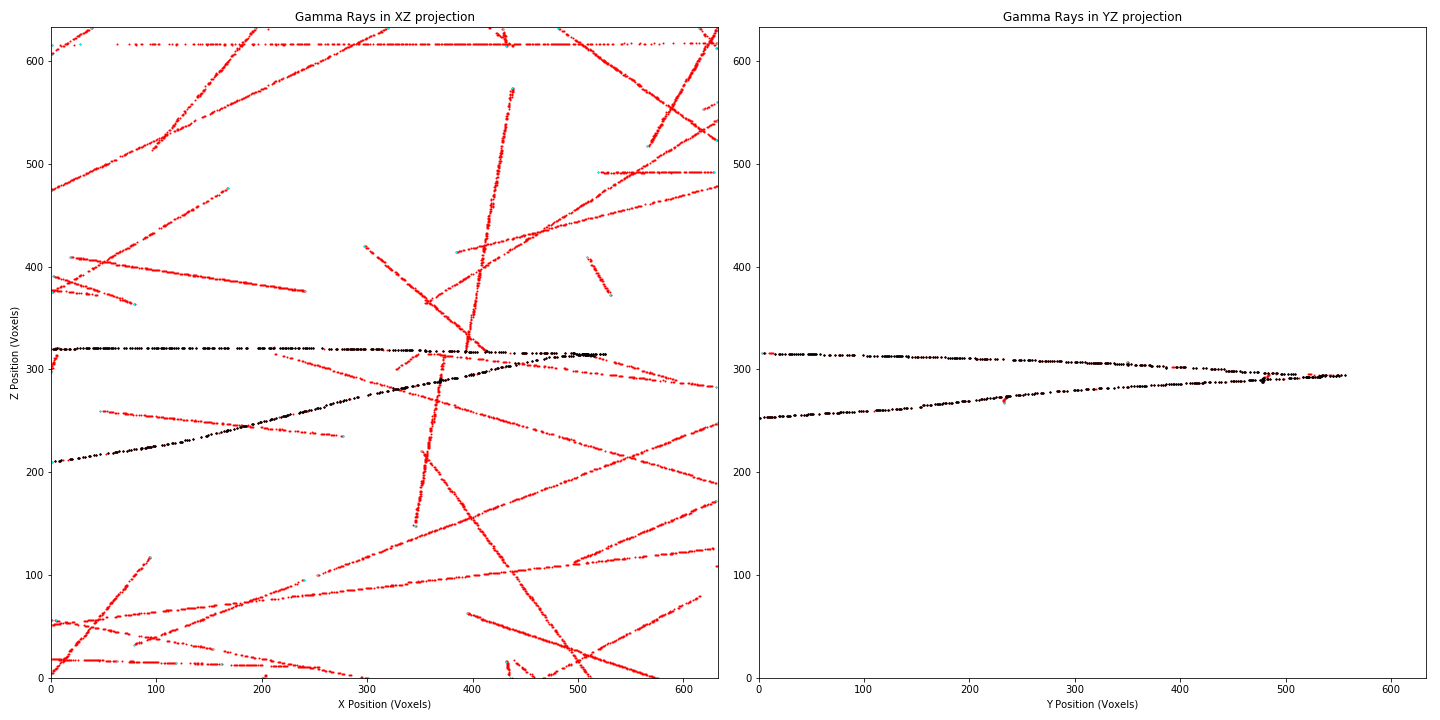 Gamma Rays in XZ projection
Gamma Rays in YZ projection
600
500
400
300
200
100
0
Z Position (Voxels)
0 100 200 300 400 500 600
X Position (Voxels)
600
500
400
300
200
100
0
0 100 200 300 400 500 600
Y Position (Voxels)